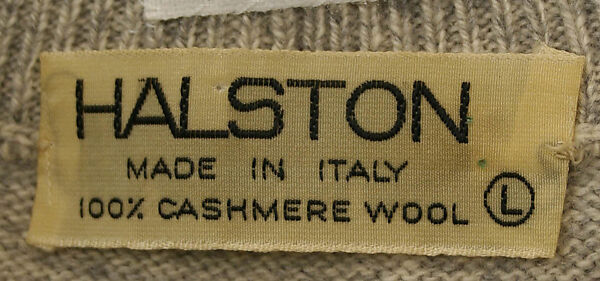 HALSTON
MADE IN ITALY
100% CASHMERE WOOL Ⓛ